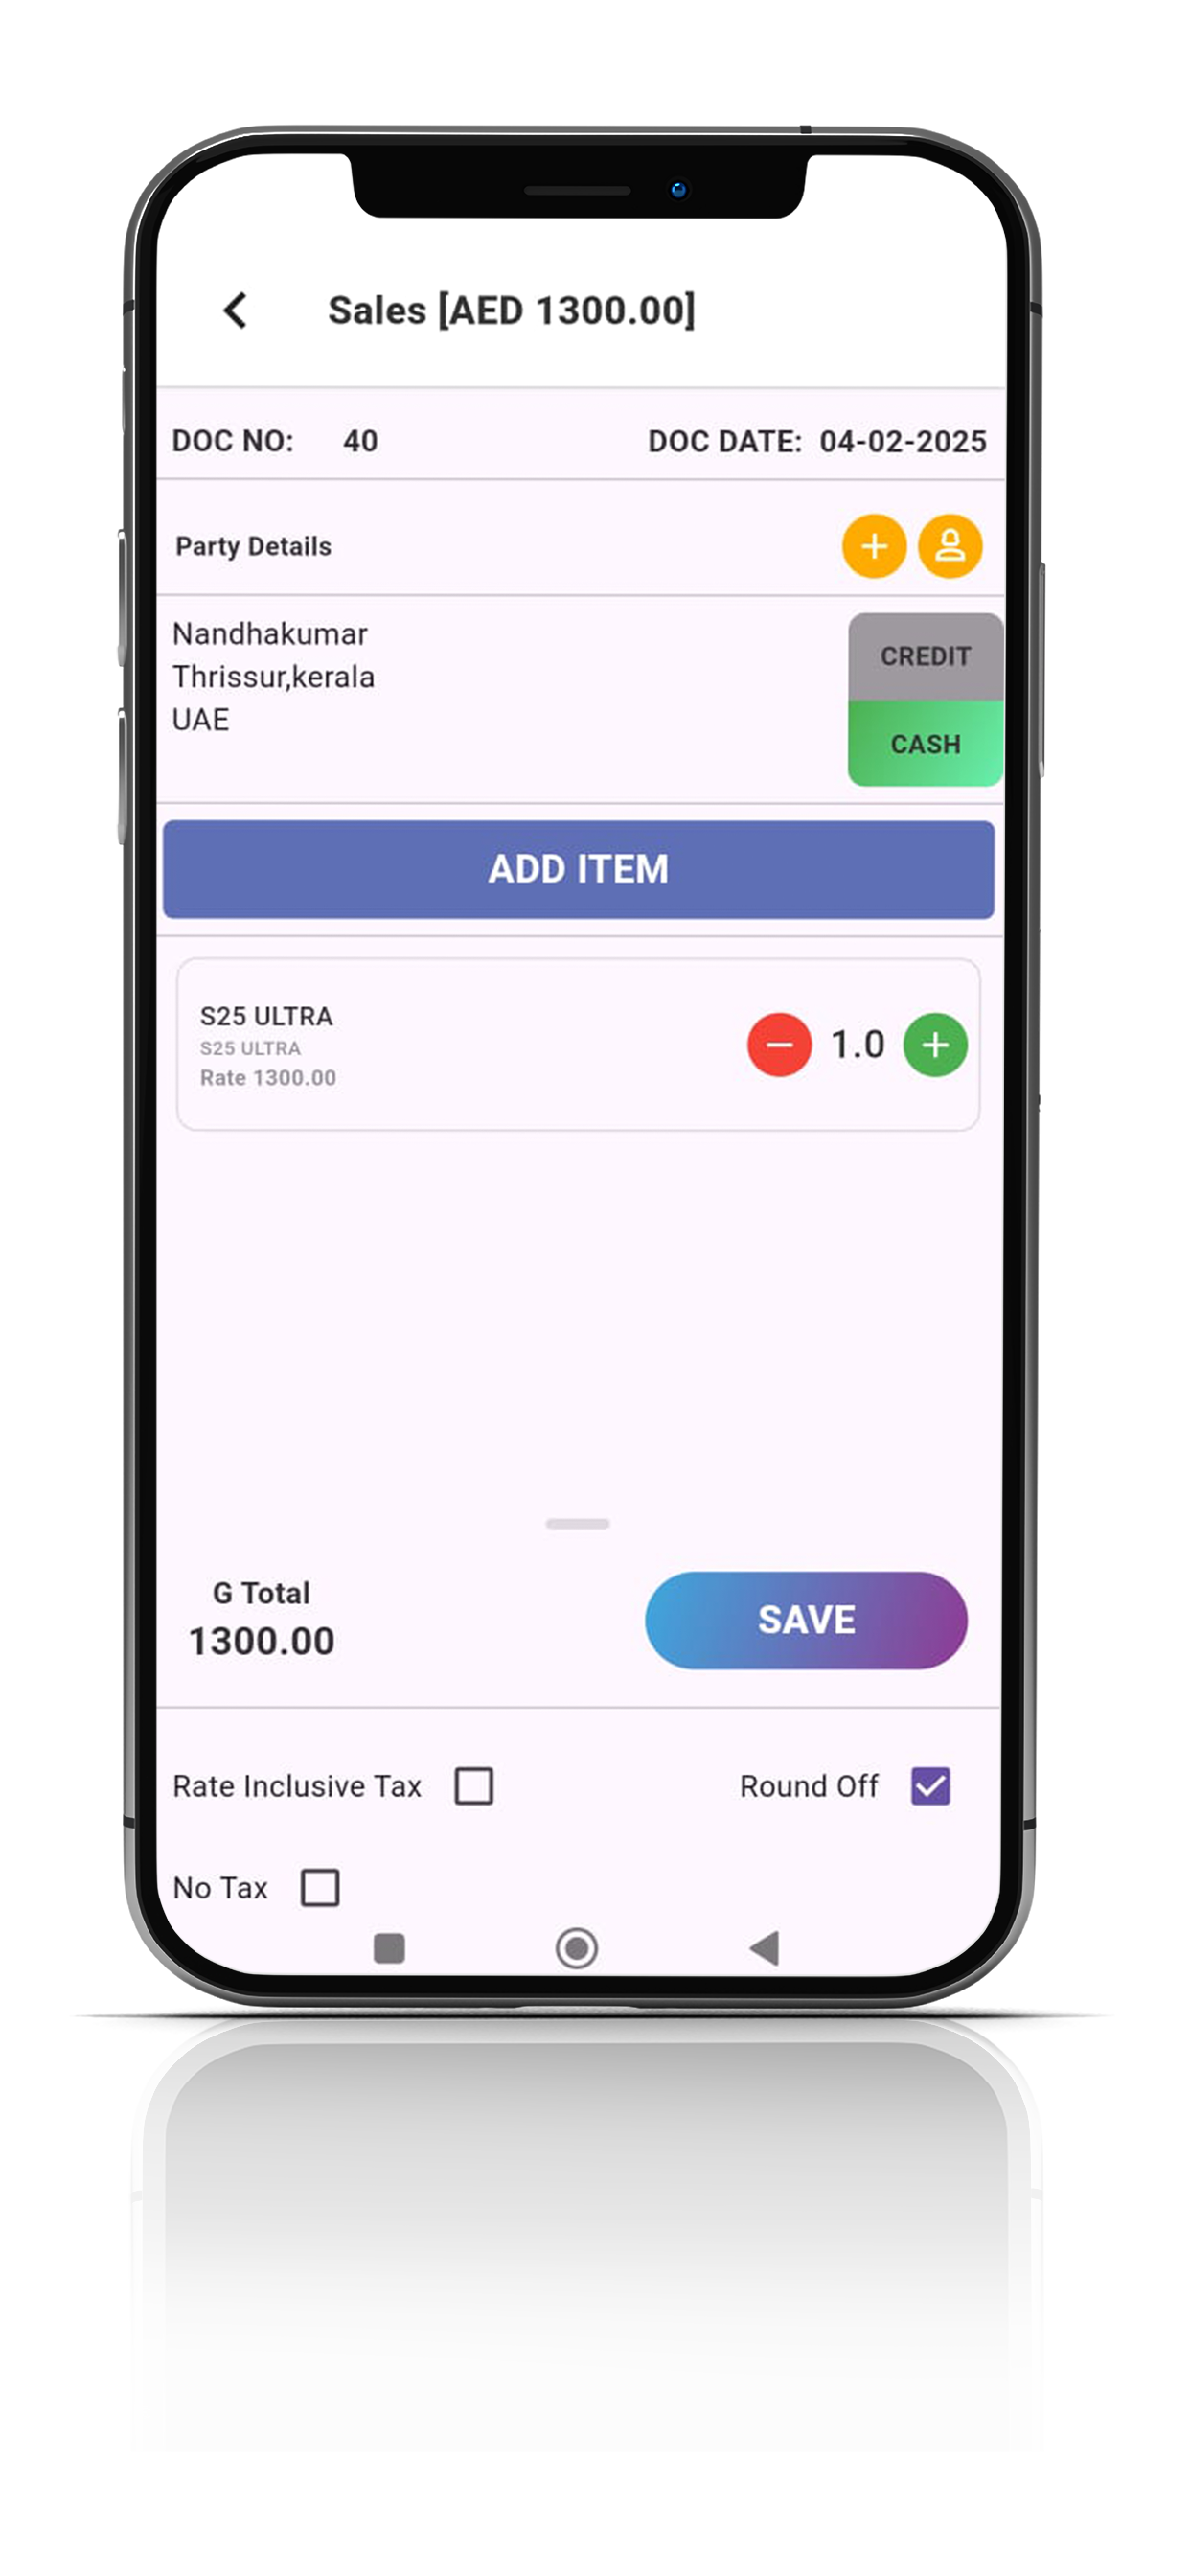 Sales [AED 1300.00]
DOC NO: 40 DOC DATE: 04-02-2025
Party Details
Nandhakumar
Thrissur,kerala
UAE
CREDIT
CASH
ADD ITEM
S25 ULTRA
S25 ULTRA
Rate 1300.00
1.0
G Total
1300.00
SAVE
Rate Inclusive Tax Round Off
No Tax